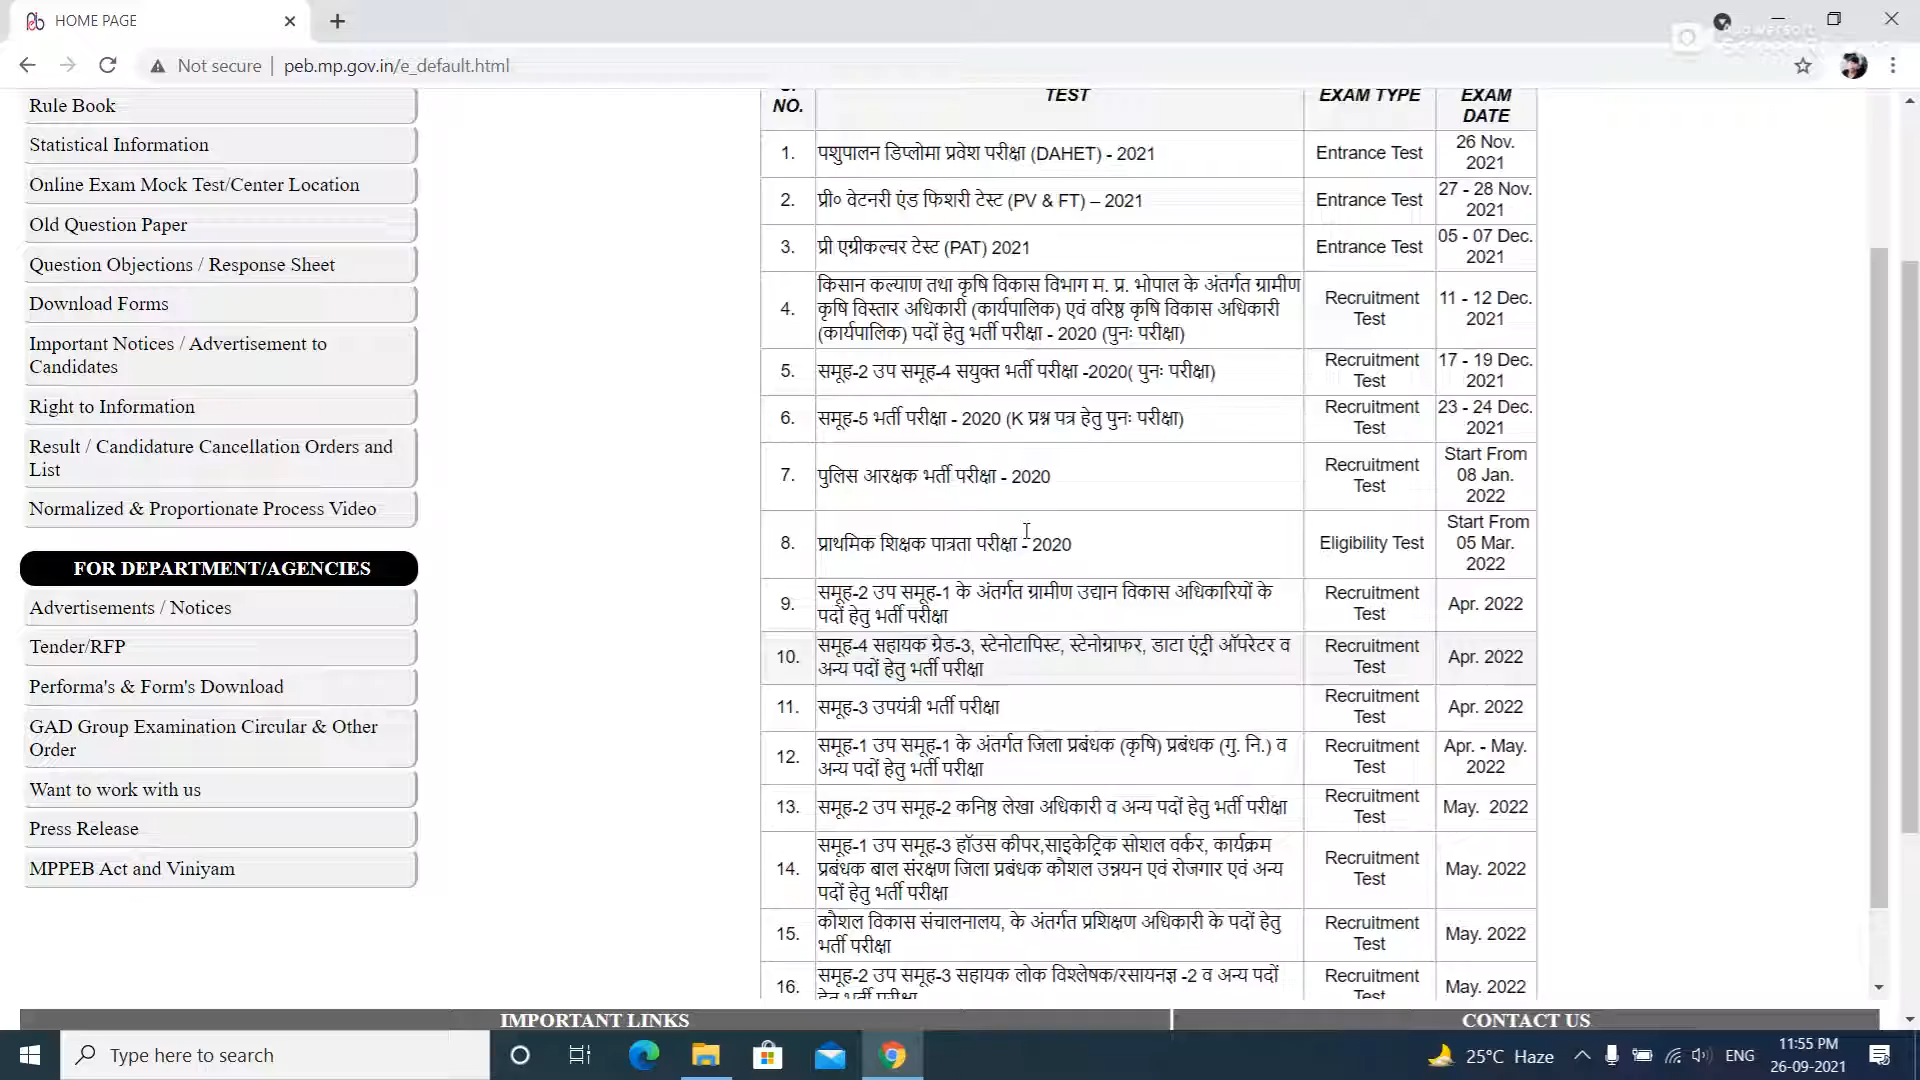 HOME PAGE
Not secure
peb.mp.gov.in/e_default.html
Rule Book
Statistical Information
Online Exam Mock Test/Center Location
Old Question Paper
Question Objections / Response Sheet
Download Forms
Important Notices / Advertisement to
Candidates
Right to Information
Result / Candidature Cancellation Orders and
List
Normalized & Proportionate Process Video
FOR DEPARTMENT/AGENCIES
Advertisements / Notices
Tender/RFP
Performa's & Form's Download
GAD Group Examination Circular & Other
Order
Want to work with us
Press Release
MPPEB Act and Viniyam
NO. TEST EXAM TYPE EXAM
DATE
1. पशुपालन डिप्लोमा प्रवेश परीक्षा (DAHET) - 2021 Entrance Test 26 Nov.
2021
2. प्री० वेटनरी एंड फिशरी टेस्ट (PV & FT) – 2021 Entrance Test 27 - 28 Nov.
2021
3. प्री एग्रीकल्चर टेस्ट (PAT) 2021 Entrance Test 05 - 07 Dec.
2021
किसान कल्याण तथा कृषि विकास विभाग म. प्र. भोपाल के अंतर्गत ग्रामीण
4. कृषि विस्तार अधिकारी (कार्यपालिक) एवं वरिष्ठ कृषि विकास अधिकारी Recruitment 11 - 12 Dec.
(कार्यपालिक) पदों हेतु भर्ती परीक्षा - 2020 (पुनः परीक्षा) Test 2021
5. समूह-2 उप समूह-4 सयुक्त भर्ती परीक्षा -2020( पुनः परीक्षा) Recruitment 17 - 19 Dec.
Test 2021
6. समूह-5 भर्ती परीक्षा - 2020 (K प्रश्न पत्र हेतु पुनः परीक्षा) Recruitment 23 - 24 Dec.
Test 2021
7. पुलिस आरक्षक भर्ती परीक्षा - 2020 Recruitment Start From
Test 08 Jan.
2022
8. प्राथमिक शिक्षक पात्रता परीक्षा - 2020 Eligibility Test Start From
05 Mar.
2022
9. समूह-2 उप समूह-1 के अंतर्गत ग्रामीण उद्यान विकास अधिकारियों के Recruitment Apr. 2022
पदों हेतु भर्ती परीक्षा Test
10. समूह-4 सहायक ग्रेड-3, स्टेनोटापिस्ट, स्टेनोग्राफर, डाटा एंट्री ऑपरेटर व Recruitment Apr. 2022
अन्य पदों हेतु भर्ती परीक्षा Test
11. समूह-3 उपयंत्री भर्ती परीक्षा Recruitment Apr. 2022
Test
12. समूह-1 उप समूह-1 के अंतर्गत जिला प्रबंधक (कृषि) प्रबंधक (गु. नि.) व Recruitment Apr. - May.
अन्य पदों हेतु भर्ती परीक्षा Test 2022
13. समूह-2 उप समूह-2 कनिष्ठ लेखा अधिकारी व अन्य पदों हेतु भर्ती परीक्षा Recruitment May. 2022
Test
समूह-1 उप समूह-3 हॉउस कीपर,साइकेट्रिक सोशल वर्कर, कार्यक्रम
14. प्रबंधक बाल संरक्षण जिला प्रबंधक कौशल उन्नयन एवं रोजगार एवं अन्य Recruitment May. 2022
पदों हेतु भर्ती परीक्षा Test
15. कौशल विकास संचालनालय, के अंतर्गत प्रशिक्षण अधिकारी के पदों हेतु Recruitment May. 2022
भर्ती परीक्षा Test
16. समूह-2 उप समूह-3 सहायक लोक विश्लेषक/रसायनज्ञ -2 व अन्य पदों Recruitment May. 2022
हेतु भर्ती परीक्षा Test
IMPORTANT LINKS
CONTACT US
Type here to search
25°C Haze
ENG
11:55 PM
26-09-2021